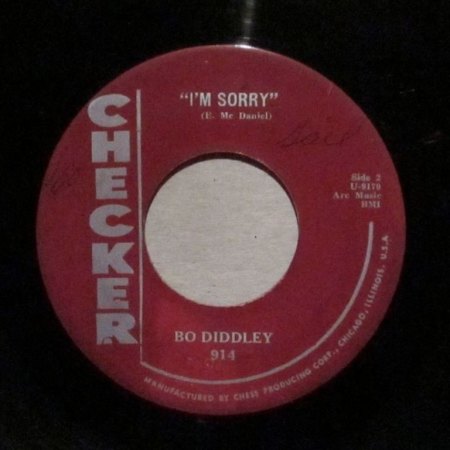 "I'M SORRY"
(E. Mc Daniel)
CHECKER
Side 2
U-9179
Arc Music
BMI
BO DIDDLEY
914
MANUFACTURED BY CHESS PRODUCING CORP., CHICAGO, ILLINOIS, U.S.A